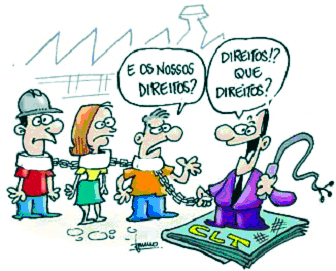 E OS NOSSOS
DIREITOS?
DIREITOS!?
QUE
DIREITOS?
CLT